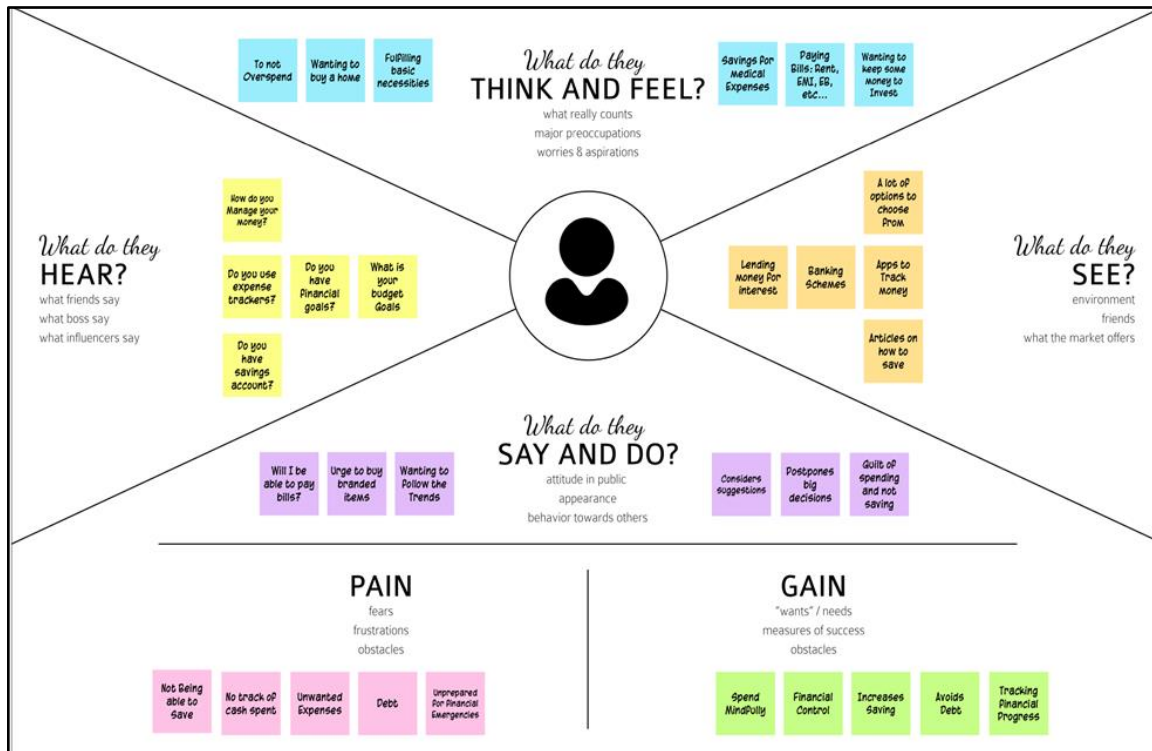 To not
Overspend
Wanting to
buy a home
Fulfilling
basic
necessities
What do they
THINK AND FEEL?
what really counts
major preoccupations
worries & aspirations
Savings for
Medical
Expenses
Paying
Bills: Rent,
EMI, EB,
etc...
Wanting to
keep some
money to
Invest
What do they
HEAR?
what friends say
what boss say
what influencers say
How do you
Manage your
money?
Do you use
expense
trackers?
Do you
have
Financial
goals?
What is
your
budget
Goals
Do you
have
savings
account?
A lot of
options to
choose
from
Lending
money for
interest
Banking
Schemes
Apps to
Track
money
Articles on
how to
save
What do they
SEE?
environment
friends
what the market offers
What do they
SAY AND DO?
attitude in public
appearance
behavior towards others
Will I be
able to pay
bills?
Urge to buy
branded
items
Wanting to
follow the
Trends
Considers
suggestions
Postpones
big
decisions
Guilt of
spending
and not
saving
PAIN
fears
frustrations
obstacles
Not Being
able to
Save
No track of
cash spent
Unwanted
Expenses
Debt
Unprepared
for Financial
Emergencies
GAIN
"wants" / needs
measures of success
obstacles
Spend
Mindfully
Financial
Control
Increases
Saving
Avoids
Debt
Tracking
Financial
Progress